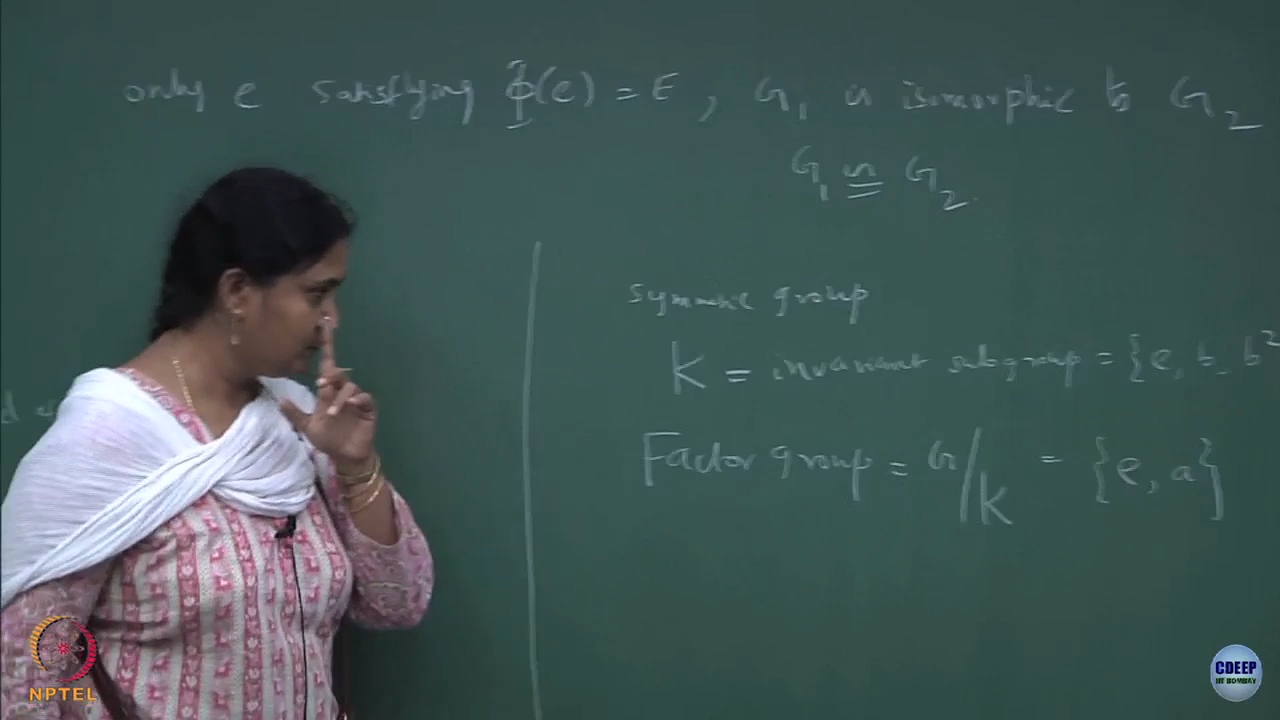 only e satisfying Φ(e) = E, G₁ is isomorphic to G₂
G₁ ≅ G₂.
symmetric group
K = invariant subgroup = {e, b, b²
Factor group = G/K = {e, a}
NPTEL
CDEEP
IIT BOMBAY